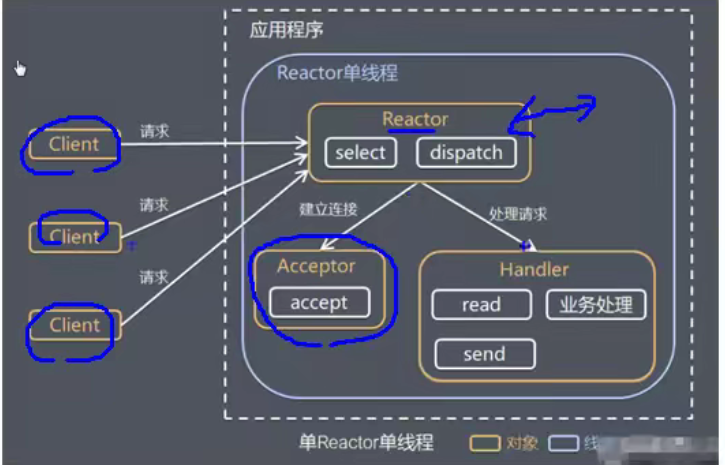 应用程序
Reactor单线程
Client
请求
Reactor
select
dispatch
Client
请求
建立连接
处理请求
Client
请求
Acceptor
accept
Handler
read
业务处理
send
单Reactor单线程
对象
线